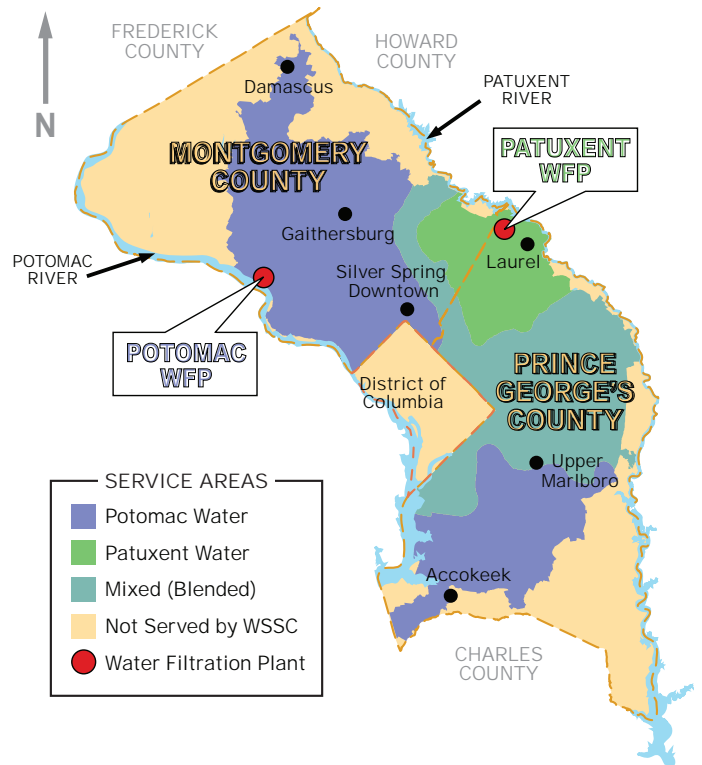 FREDERICK
COUNTY
HOWARD
COUNTY
N
Damascus
PATUXENT
RIVER
MONTGOMERY
COUNTY
PATUXENT
WFP
Gaithersburg
Laurel
POTOMAC
RIVER
Silver Spring
Downtown
POTOMAC
WFP
District of
Columbia
PRINCE
GEORGE'S
COUNTY
Upper
Marlboro
SERVICE AREAS
Potomac Water
Patuxent Water
Mixed (Blended)
Not Served by WSSC
Water Filtration Plant
Accokeek
CHARLES
COUNTY